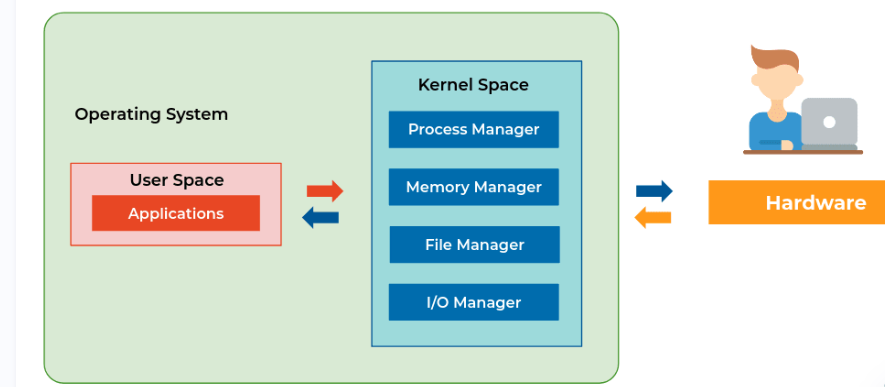 Operating System
User Space
Applications
Kernel Space
Process Manager
Memory Manager
File Manager
I/O Manager
Hardware